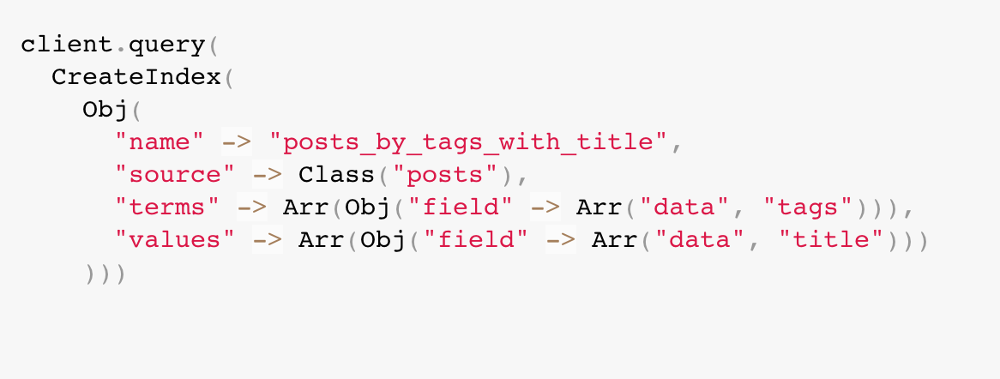 client.query(
  CreateIndex(
    Obj(
      "name" -> "posts_by_tags_with_title",
      "source" -> Class("posts"),
      "terms" -> Arr(Obj("field" -> Arr("data", "tags"))),
      "values" -> Arr(Obj("field" -> Arr("data", "title")))
    )))